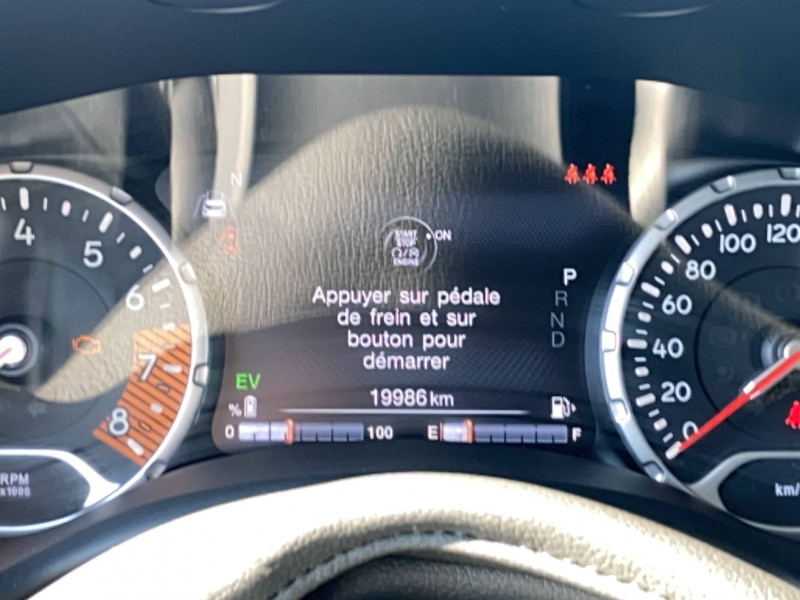 START
STOP
ENGINE
ON
Appuyer sur pédale
de frein et sur
bouton pour
démarrer
P
R
N
D
EV
19986 km
%
0 100
E F
4
5
6
7
8
RPM
x1000
N
0
20
40
60
80
100
120
km/